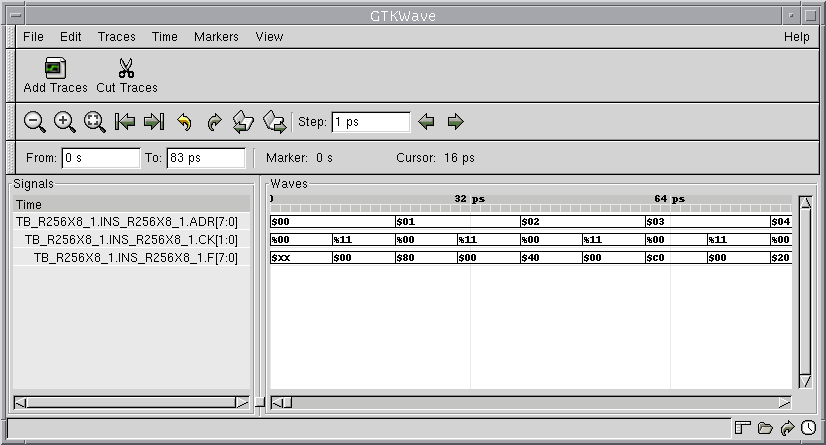 GTKWave
File Edit Traces Time Markers View Help
Add Traces Cut Traces
Step: 1 ps
From: 0 s To: 83 ps Marker: 0 s Cursor: 16 ps
Signals Waves
32 ps 64 ps
Time
TB_R256X8_1.INS_R256X8_1.ADR[7:0] $00 $01 $02 $03 $04
TB_R256X8_1.INS_R256X8_1.CK[1:0] %00 %11 %00 %11 %00 %11 %00 %11 %00
TB_R256X8_1.INS_R256X8_1.F[7:0] $xx $00 $80 $00 $40 $00 $c0 $00 $20